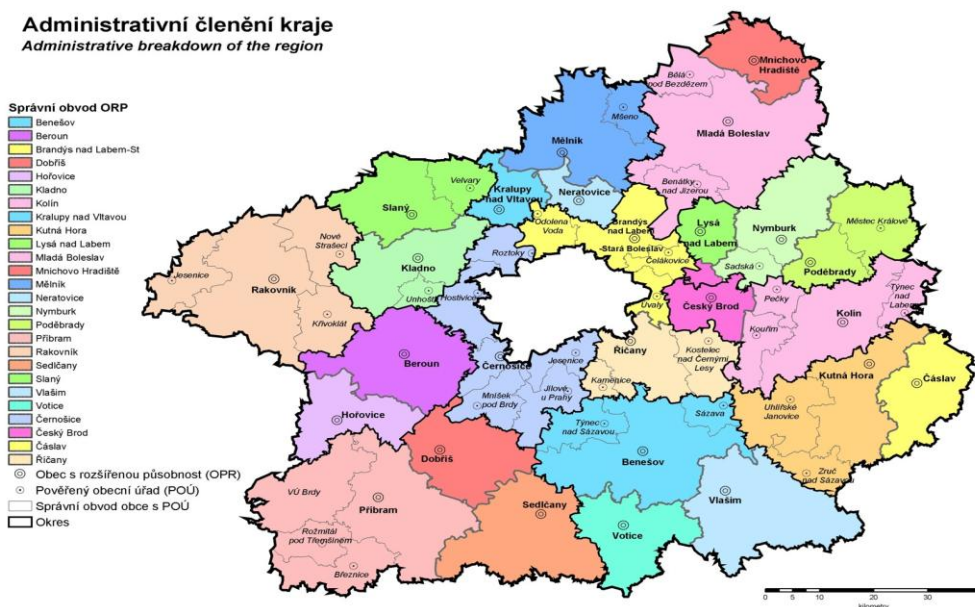 Administrativní členění kraje
Administrative breakdown of the region
Správní obvod ORP
Benešov
Beroun
Brandýs nad Labem-St
Dobříš
Hořovice
Kladno
Kolín
Kralupy nad Vltavou
Kutná Hora
Lysá nad Labem
Mladá Boleslav
Mnichovo Hradiště
Mělník
Neratovice
Nymburk
Poděbrady
Příbram
Rakovník
Sedlčany
Slaný
Vlašim
Votice
Černošice
Český Brod
Čáslav
Říčany
Obec s rozšířenou působnost (OPR)
Pověřený obecní úřad (POÚ)
Správní obvod obce s POÚ
Okres
Mnichovo
Hradiště
Bělá
pod Bezdězem
Mladá Boleslav
Mšeno
Mělník
Benátky
nad Jizerou
Velvary
Slaný
Kralupy
nad Vltavou
Neratovice
Odolena
Voda
Brandýs
nad Labem
-Stará Boleslav
Čelákovice
Lysá
nad Labem
Nymburk
Městec Králové
Sadská
Poděbrady
Nové
Strašecí
Jesenice
Rakovník
Křivoklát
Kladno
Unhošť
Roztoky
Hostivice
Úvaly
Český Brod
Pečky
Týnec
nad
Labem
Kolín
Kouřim
Beroun
Černošice
Jesenice
Říčany
Kostelec
nad Černými
Lesy
Kamenice
Mníšek
pod Brdy
Jílové
u Prahy
Kutná Hora
Čáslav
Uhlířské
Janovice
Zruč
nad Sázavou
Hořovice
Sázava
Týnec
nad Sázavou
Benešov
Dobříš
Vlašim
VÚ Brdy
Příbram
Sedlčany
Votice
Rožmitál
pod Třemšínem
Březnice
0 5 10 20 30
kilometry